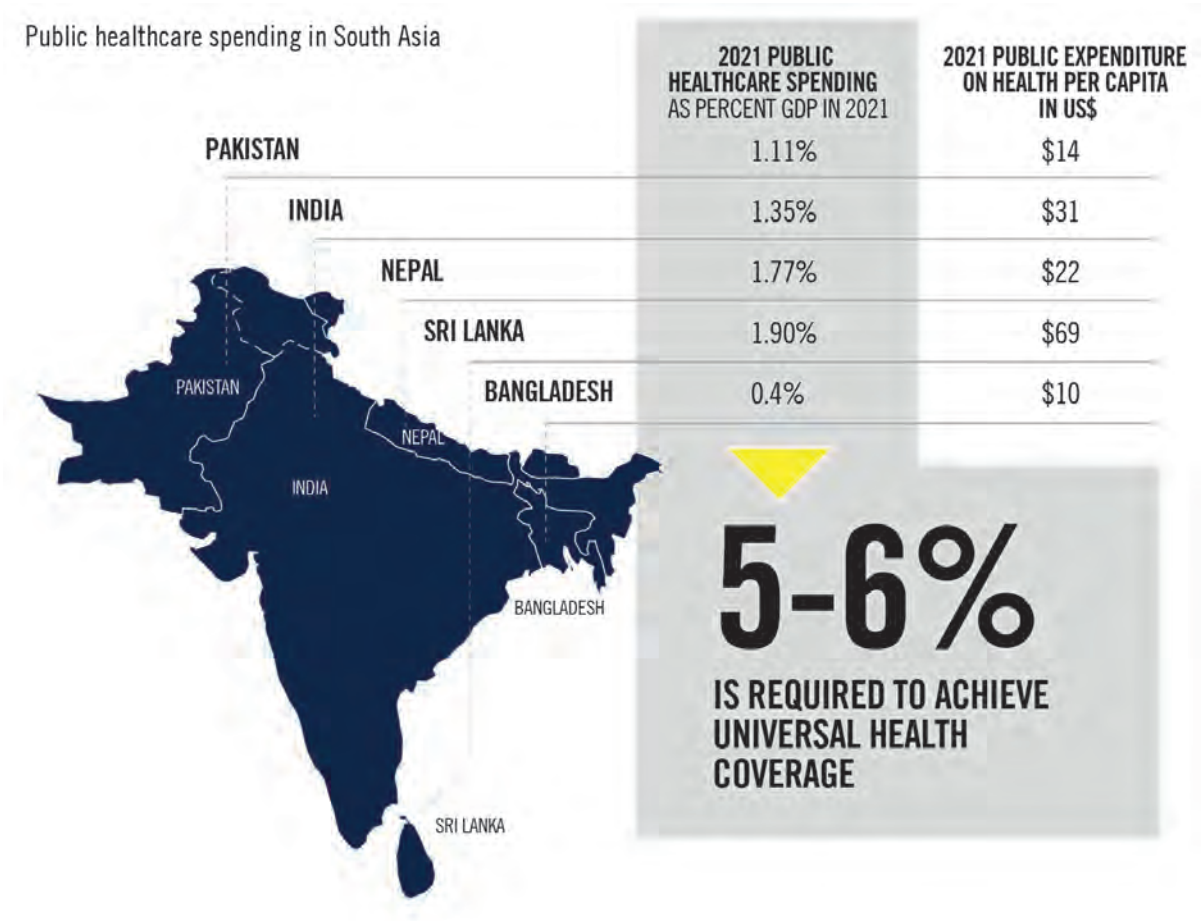 Public healthcare spending in South Asia
2021 PUBLIC
HEALTHCARE SPENDING
AS PERCENT GDP IN 2021
2021 PUBLIC EXPENDITURE
ON HEALTH PER CAPITA
IN US$
PAKISTAN 1.11% $14
INDIA 1.35% $31
NEPAL 1.77% $22
SRI LANKA 1.90% $69
BANGLADESH 0.4% $10
PAKISTAN
NEPAL
INDIA
BANGLADESH
SRI LANKA
5-6%
IS REQUIRED TO ACHIEVE
UNIVERSAL HEALTH
COVERAGE